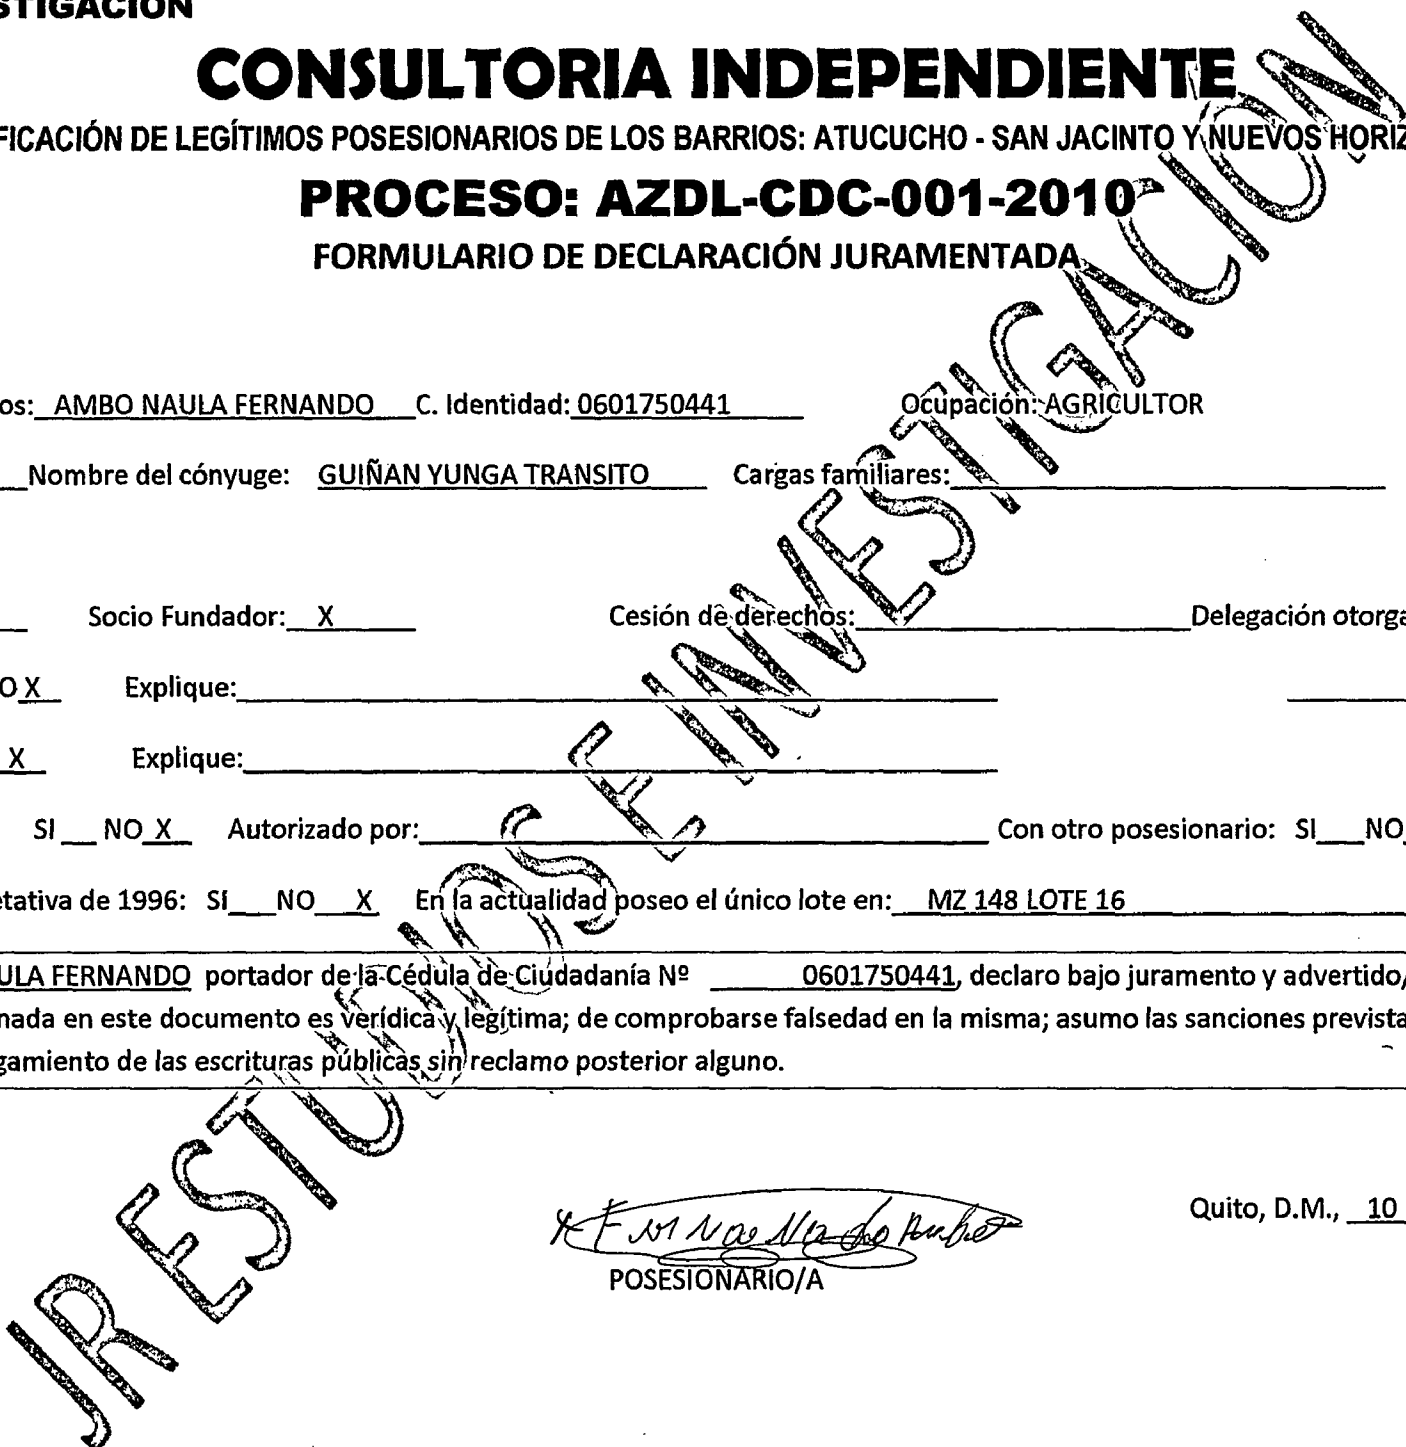 STIGACIÓN
CONSULTORIA INDEPENDIENTE
FICACIÓN DE LEGÍTIMOS POSESIONARIOS DE LOS BARRIOS: ATUCUCHO - SAN JACINTO Y NUEVOS HORIZ
PROCESO: AZDL-CDC-001-2010
FORMULARIO DE DECLARACIÓN JURAMENTADA
os: AMBO NAULA FERNANDO C. Identidad: 0601750441 Ocupación: AGRICULTOR
Nombre del cónyuge: GUIÑAN YUNGA TRANSITO Cargas familiares:
Socio Fundador: X Cesión de derechos: Delegación otorga
O X Explique:
X Explique:
SI __ NO X Autorizado por: Con otro posesionario: SI___NO
etativa de 1996: SI___NO X En la actualidad poseo el único lote en: MZ 148 LOTE 16
ULA FERNANDO portador de la Cédula de Ciudadanía Nº 0601750441, declaro bajo juramento y advertido/
nada en este documento es verídica y legítima; de comprobarse falsedad en la misma; asumo las sanciones prevista
gamiento de las escrituras públicas sin reclamo posterior alguno.
Quito, D.M., 10
POSESIONARIO/A
JR ESTUDIOS E INVESTIGACION